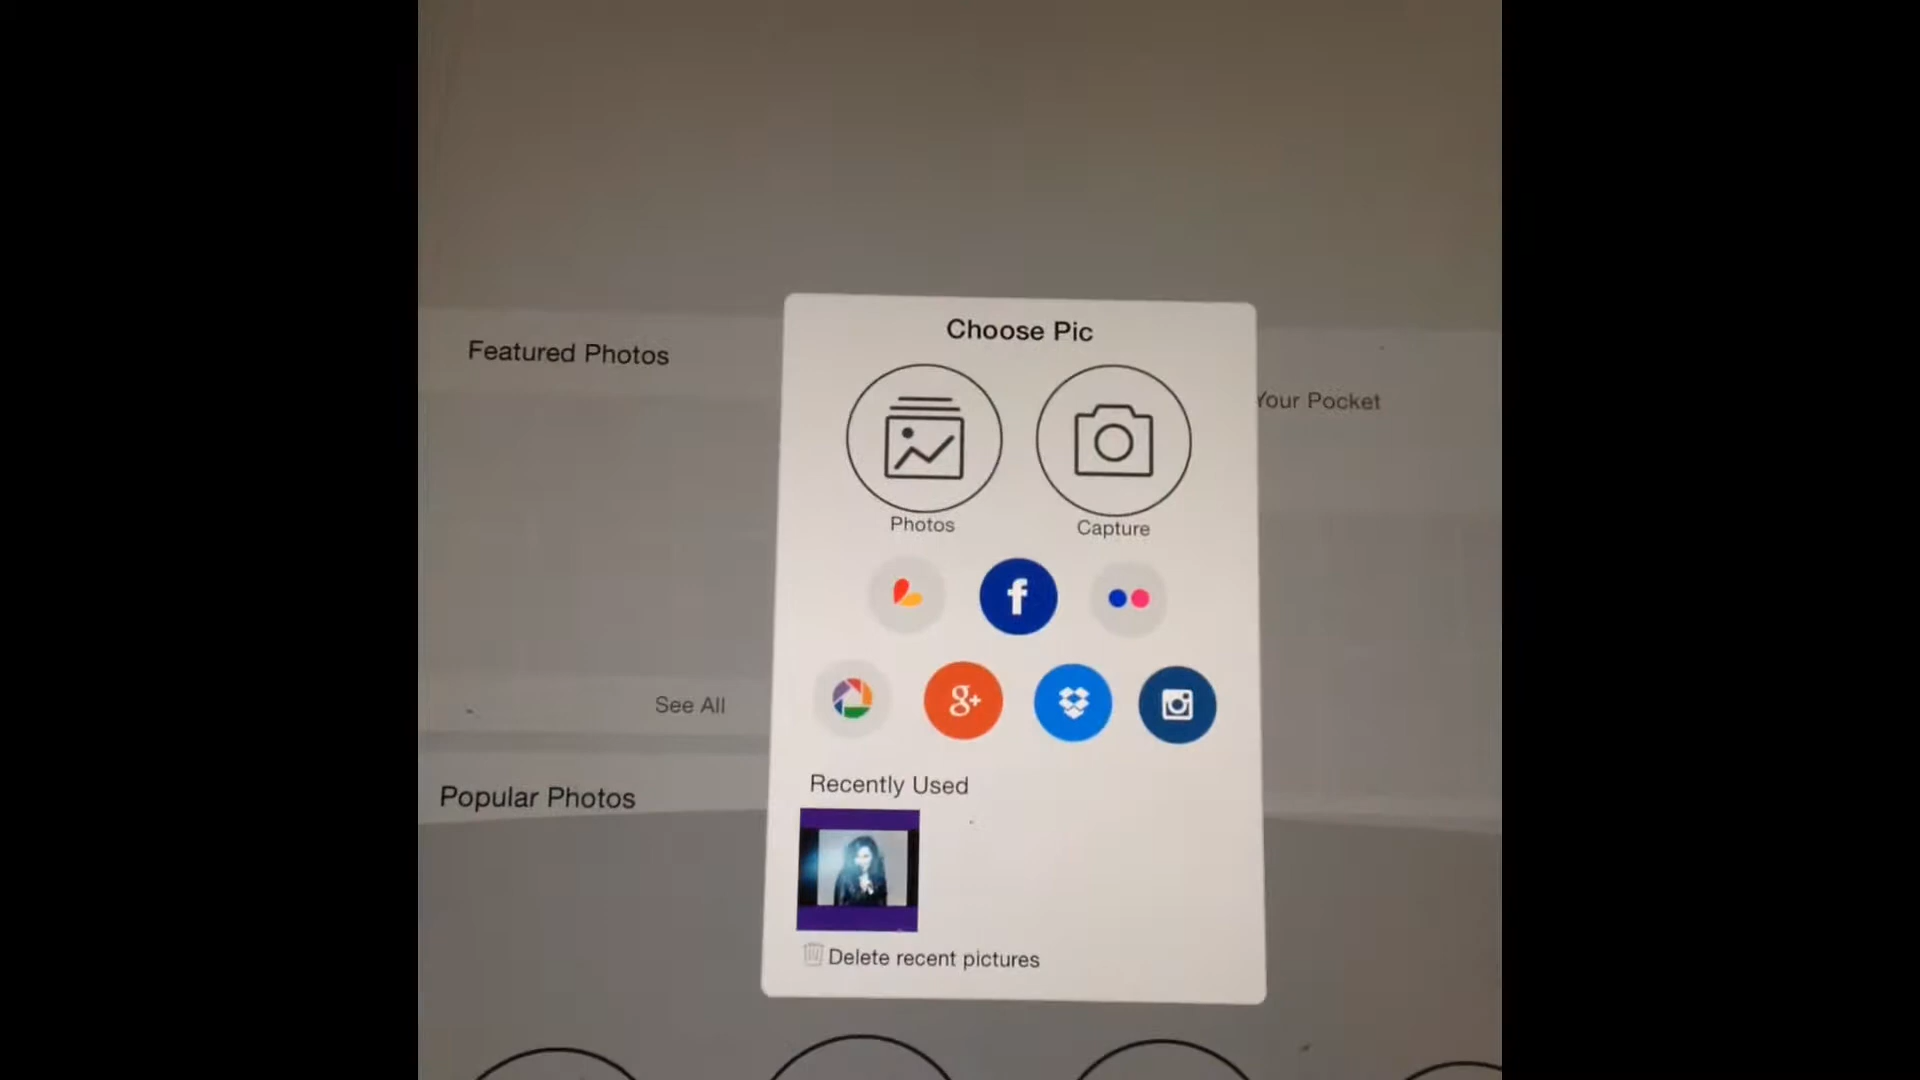 Choose Pic
Featured Photos
Your Pocket
Photos
Capture
f
g+
See All
Recently Used
Popular Photos
Delete recent pictures